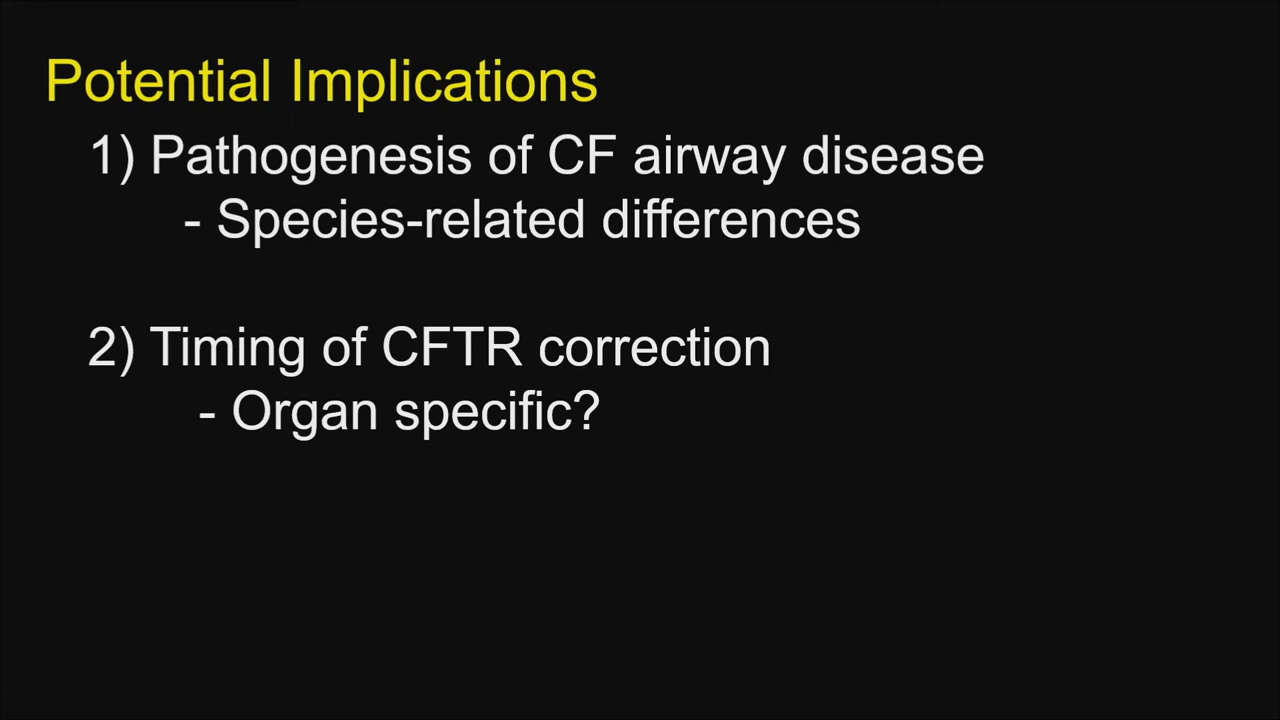 Potential Implications
1) Pathogenesis of CF airway disease
- Species-related differences
2) Timing of CFTR correction
- Organ specific?